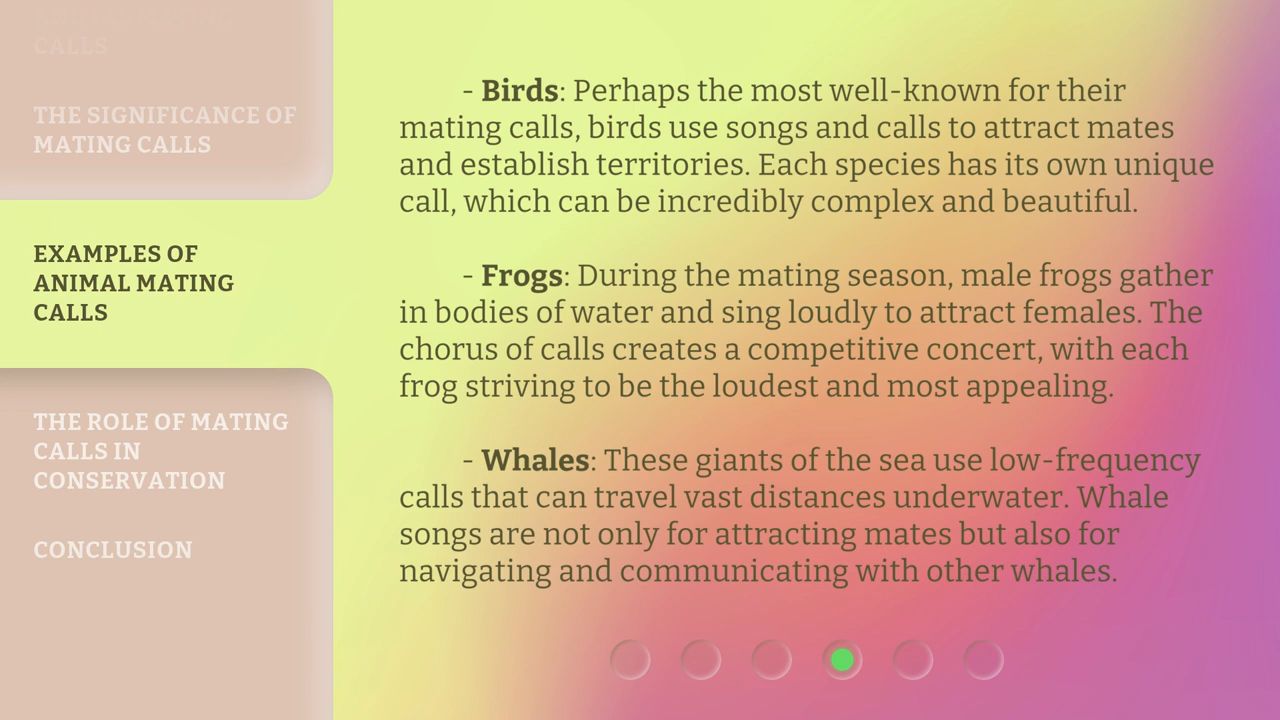 ANIMAL MATING
CALLS
THE SIGNIFICANCE OF
MATING CALLS
EXAMPLES OF
ANIMAL MATING
CALLS
THE ROLE OF MATING
CALLS IN
CONSERVATION
CONCLUSION
- Birds: Perhaps the most well-known for their
mating calls, birds use songs and calls to attract mates
and establish territories. Each species has its own unique
call, which can be incredibly complex and beautiful.
- Frogs: During the mating season, male frogs gather
in bodies of water and sing loudly to attract females. The
chorus of calls creates a competitive concert, with each
frog striving to be the loudest and most appealing.
- Whales: These giants of the sea use low-frequency
calls that can travel vast distances underwater. Whale
songs are not only for attracting mates but also for
navigating and communicating with other whales.